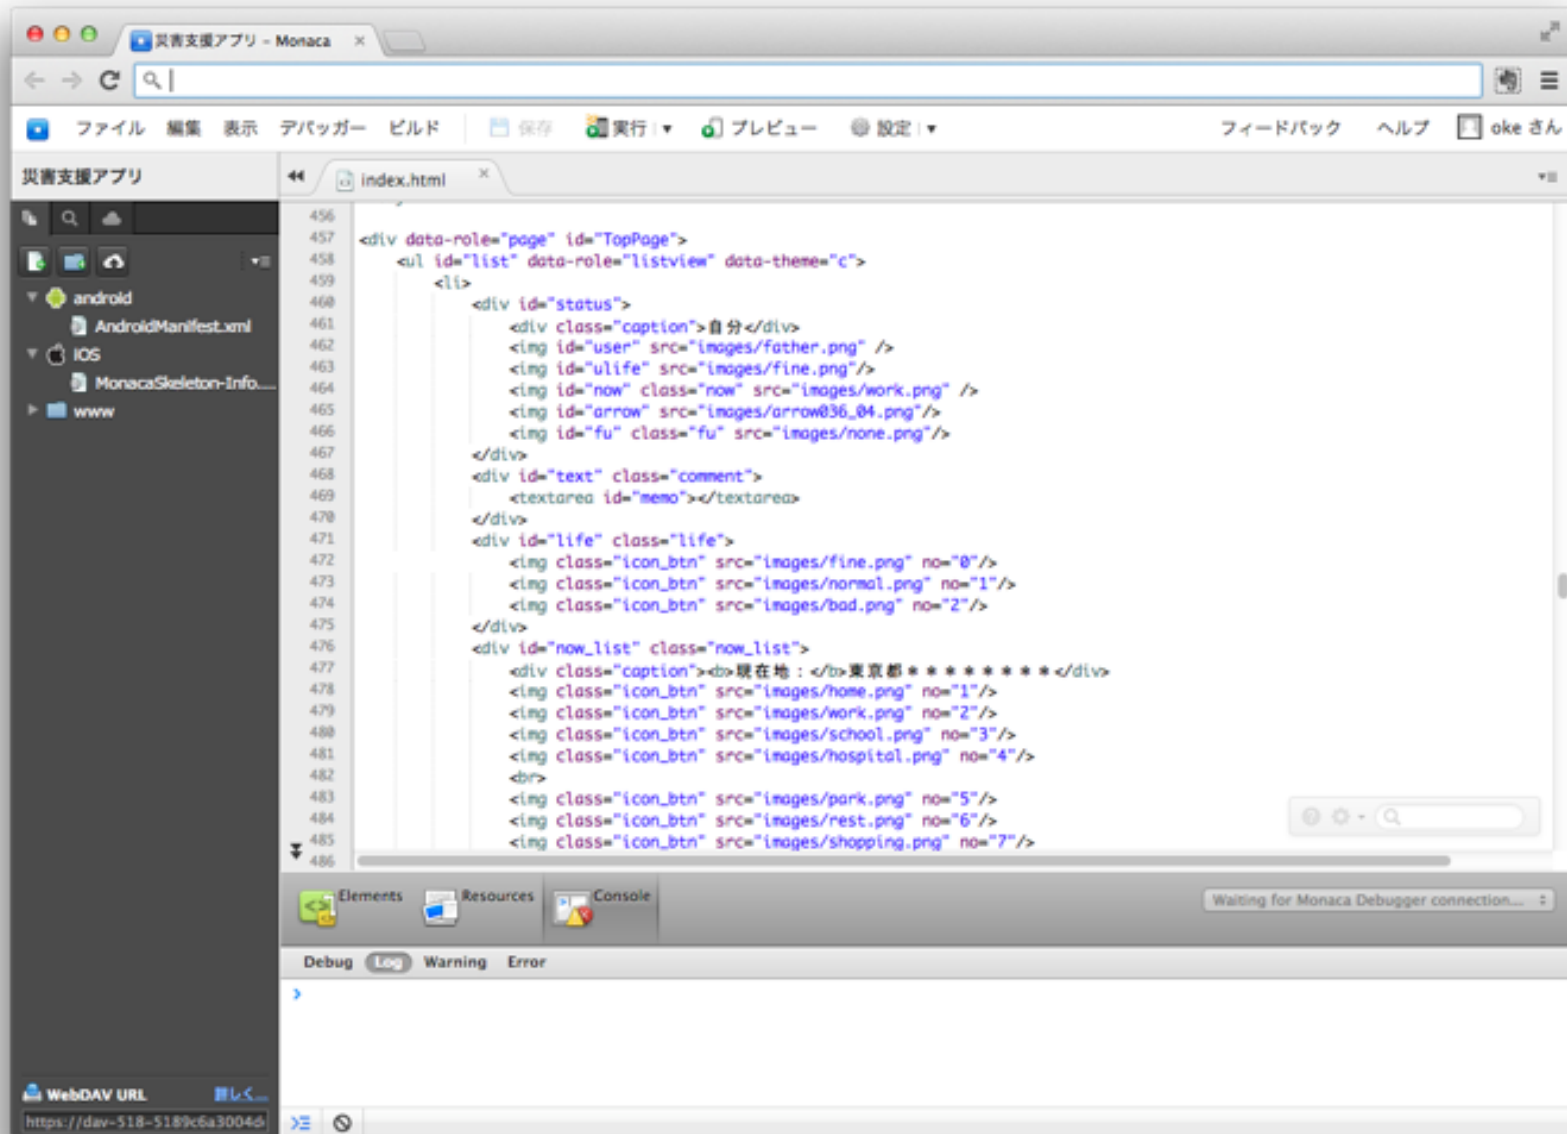 災害支援アプリ - Monaca
ファイル 編集 表示 デバッガー ビルド 保存 実行 プレビュー 設定 フィードバック ヘルプ oke さん
災害支援アプリ
index.html
android
AndroidManifest.xml
iOS
MonacaSkeleton-Info....
www
456
457 <div data-role="page" id="TopPage">
458 <ul id="list" data-role="listview" data-theme="c">
459 <li>
460 <div id="status">
461 <div class="caption">自分</div>
462 <img id="user" src="images/father.png" />
463 <img id="ulife" src="images/fine.png"/>
464 <img id="now" class="now" src="images/work.png" />
465 <img id="arrow" src="images/arrow036_04.png"/>
466 <img id="fu" class="fu" src="images/none.png"/>
467 </div>
468 <div id="text" class="comment">
469 <textarea id="memo"></textarea>
470 </div>
471 <div id="life" class="life">
472 <img class="icon_btn" src="images/fine.png" no="0"/>
473 <img class="icon_btn" src="images/normal.png" no="1"/>
474 <img class="icon_btn" src="images/bad.png" no="2"/>
475 </div>
476 <div id="now_list" class="now_list">
477 <div class="caption"><b>現在地：</b>東京都＊＊＊＊＊＊＊＊</div>
478 <img class="icon_btn" src="images/home.png" no="1"/>
479 <img class="icon_btn" src="images/work.png" no="2"/>
480 <img class="icon_btn" src="images/school.png" no="3"/>
481 <img class="icon_btn" src="images/hospital.png" no="4"/>
482 <br>
483 <img class="icon_btn" src="images/park.png" no="5"/>
484 <img class="icon_btn" src="images/rest.png" no="6"/>
485 <img class="icon_btn" src="images/shopping.png" no="7"/>
486
Elements Resources Console Waiting for Monaca Debugger connection...
Debug Log Warning Error
WebDAV URL 詳しく...
https://dav-518-5189c6a3004d